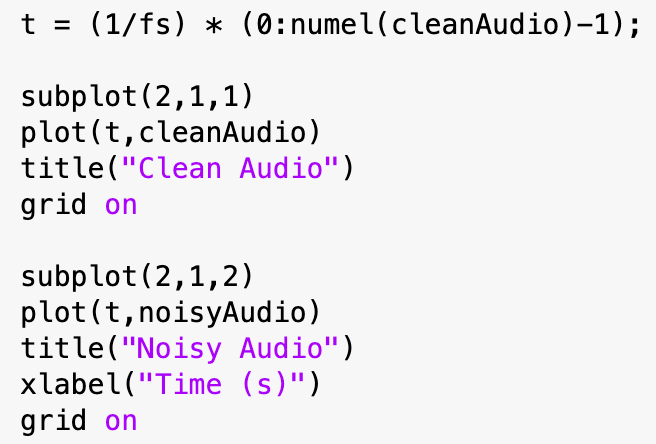 t = (1/fs) * (0:numel(cleanAudio)-1);
subplot(2,1,1)
plot(t,cleanAudio)
title("Clean Audio")
grid on
subplot(2,1,2)
plot(t,noisyAudio)
title("Noisy Audio")
xlabel("Time (s)")
grid on